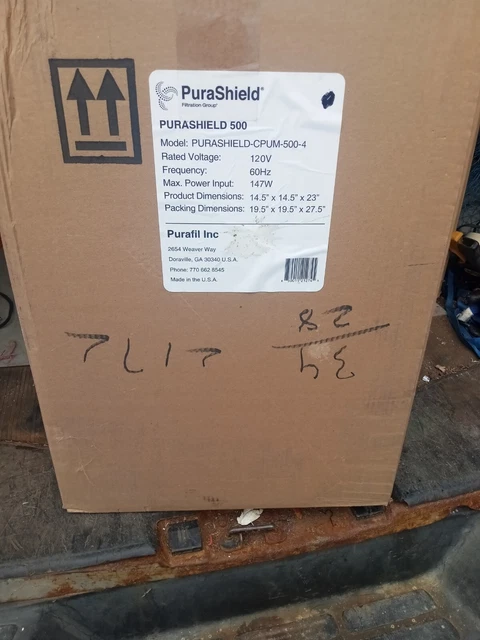 PuraShield®
Filtration Group®
PURASHIELD 500
Model: PURASHIELD-CPUM-500-4
Rated Voltage: 120V
Frequency: 60Hz
Max. Power Input: 147W
Product Dimensions: 14.5" x 14.5" x 23"
Packing Dimensions: 19.5" x 19.5" x 27.5"
Purafil Inc
2654 Weaver Way
Doraville, GA 30340 U.S.A.
Phone: 770 662 8545
Made in the U.S.A.
34
28